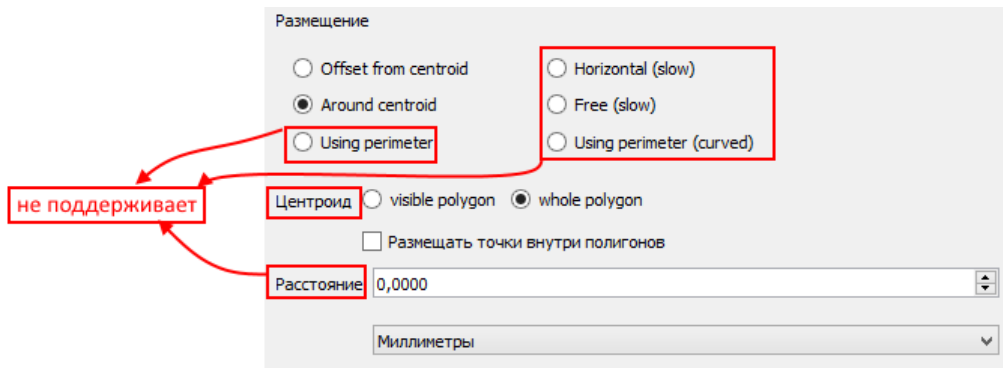 Размещение
Offset from centroid
Horizontal (slow)
Around centroid
Free (slow)
Using perimeter
Using perimeter (curved)
не поддерживает
Центроид
visible polygon
whole polygon
Размещать точки внутри полигонов
Расстояние
0,0000
Миллиметры